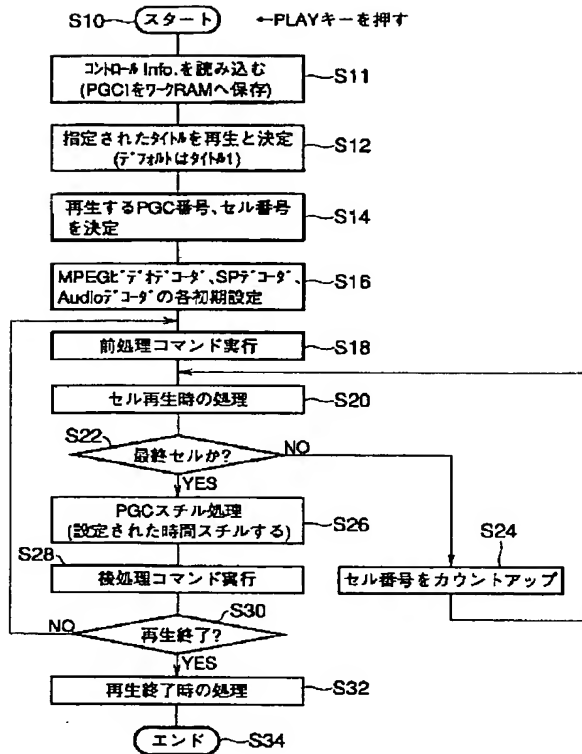 S10 スタート ←PLAYキーを押す
コントロールInfo.を読み込む
(PGCIをワークRAMへ保存)
S11
指定されたタイトルを再生と決定
(デフォルトはタイトル1)
S12
再生するPGC番号、セル番号
を決定
S14
MPEGビデオデコーダ、SPデコーダ、
Audioデコーダの各初期設定
S16
前処理コマンド実行
S18
セル再生時の処理
S20
S22
最終セルか?
NO
YES
PGCスチル処理
(設定された時間スチルする)
S26
S24
セル番号をカウントアップ
S28
後処理コマンド実行
S30
再生終了?
NO
YES
再生終了時の処理
S32
エンド
S34